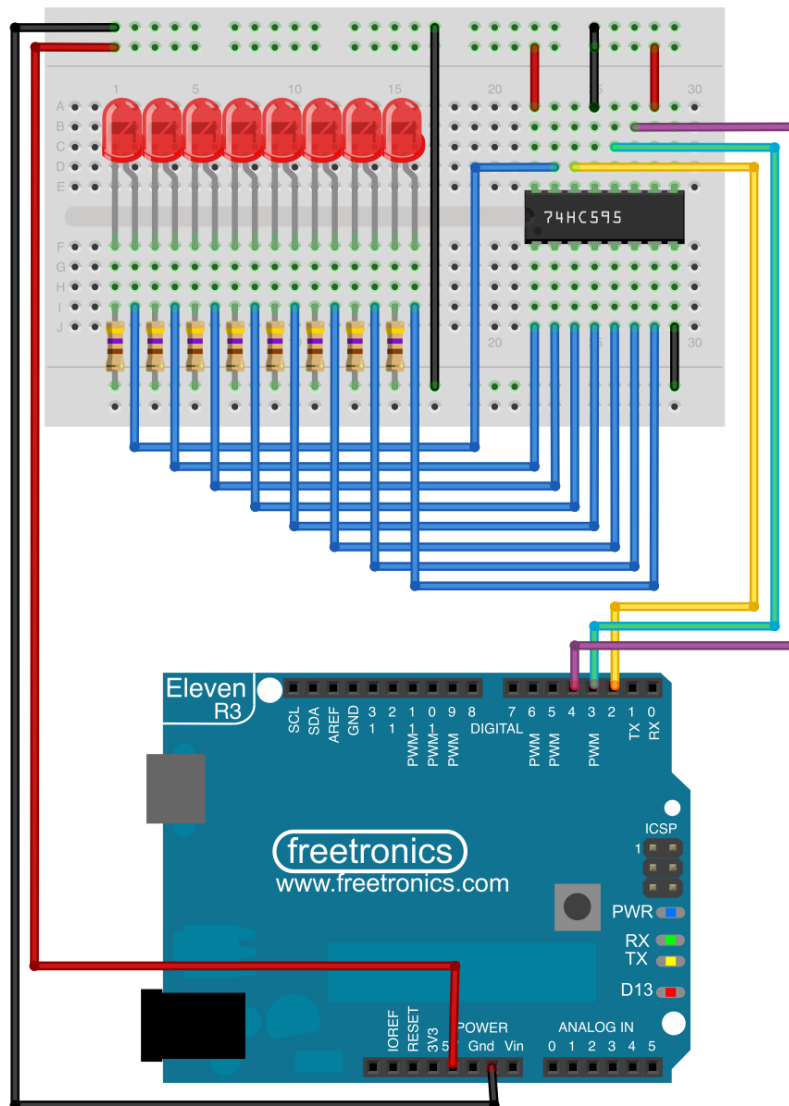 1 5 10 15 20 25 30
A
B
C
D
E
74HC595
F
G
H
I
J
20 30
Eleven
R3
SCL
SDA
AREF
GND
13
12
PWM 11
PWM 10
PWM 9
8
DIGITAL
7
PWM 6
PWM 5
4
PWM 3
2
TX 1
RX 0
ICSP
1
freetronics
www.freetronics.com
PWR
RX
TX
D13
POWER
ANALOG IN
IOREF
RESET
3V3
Gnd
Vin
0 1 2 3 4 5